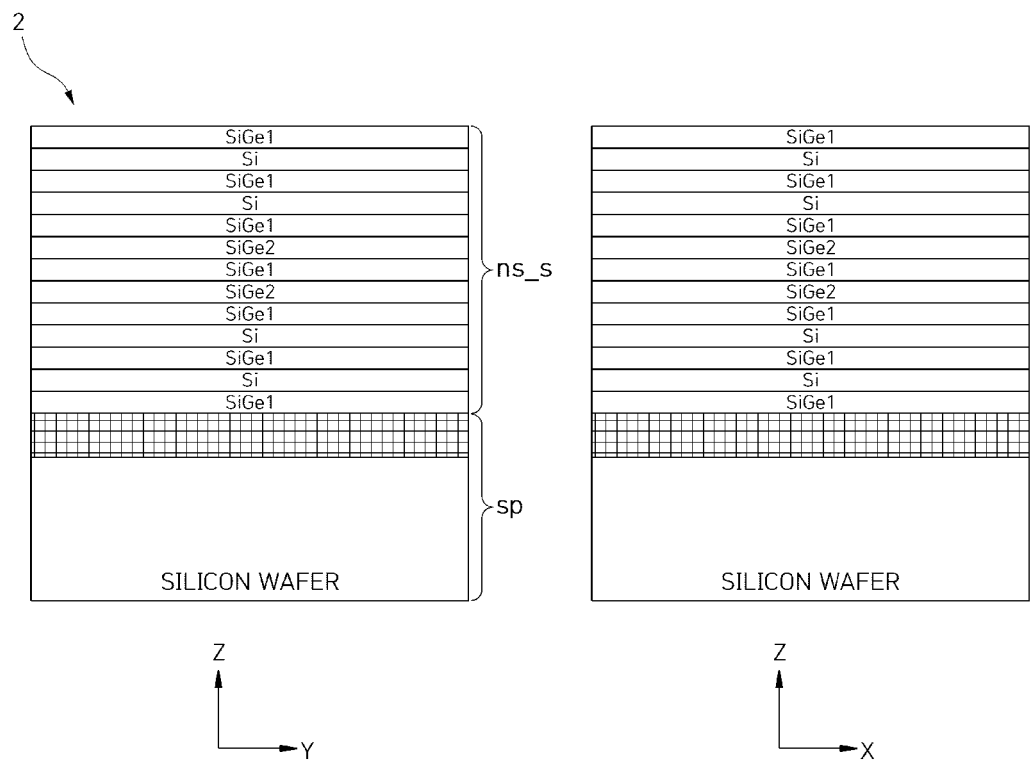 2
SiGe1
Si
SiGe1
Si
SiGe1
SiGe2
SiGe1
SiGe2
SiGe1
Si
SiGe1
Si
SiGe1
ns_s
sp
SILICON WAFER
Z
Y
SiGe1
Si
SiGe1
Si
SiGe1
SiGe2
SiGe1
SiGe2
SiGe1
Si
SiGe1
Si
SiGe1
SILICON WAFER
Z
X